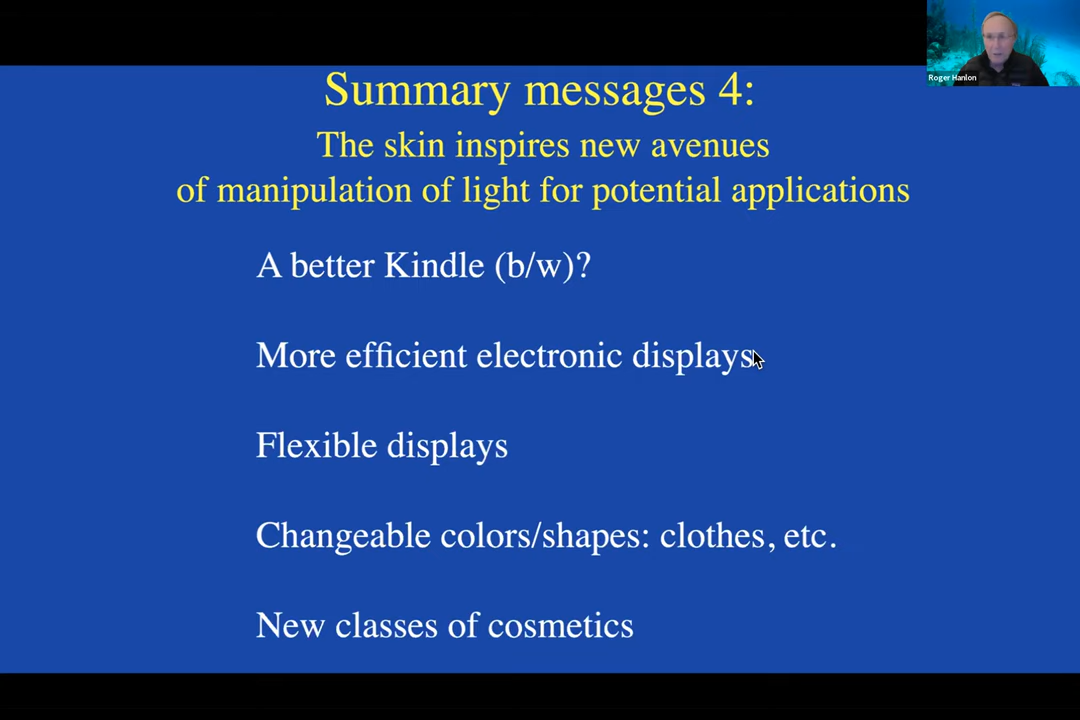 Roger Hanlon
Summary messages 4:
The skin inspires new avenues
of manipulation of light for potential applications
A better Kindle (b/w)?
More efficient electronic displays
Flexible displays
Changeable colors/shapes: clothes, etc.
New classes of cosmetics